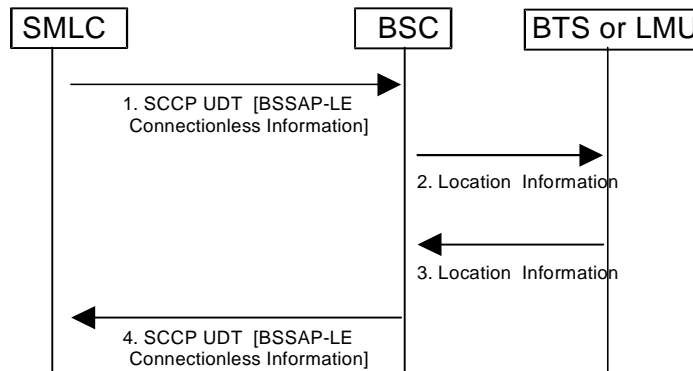 SMLC
BSC
BTS or LMU
1. SCCP UDT [BSSAP-LE
Connectionless Information]
2. Location Information
3. Location Information
4. SCCP UDT [BSSAP-LE
Connectionless Information]